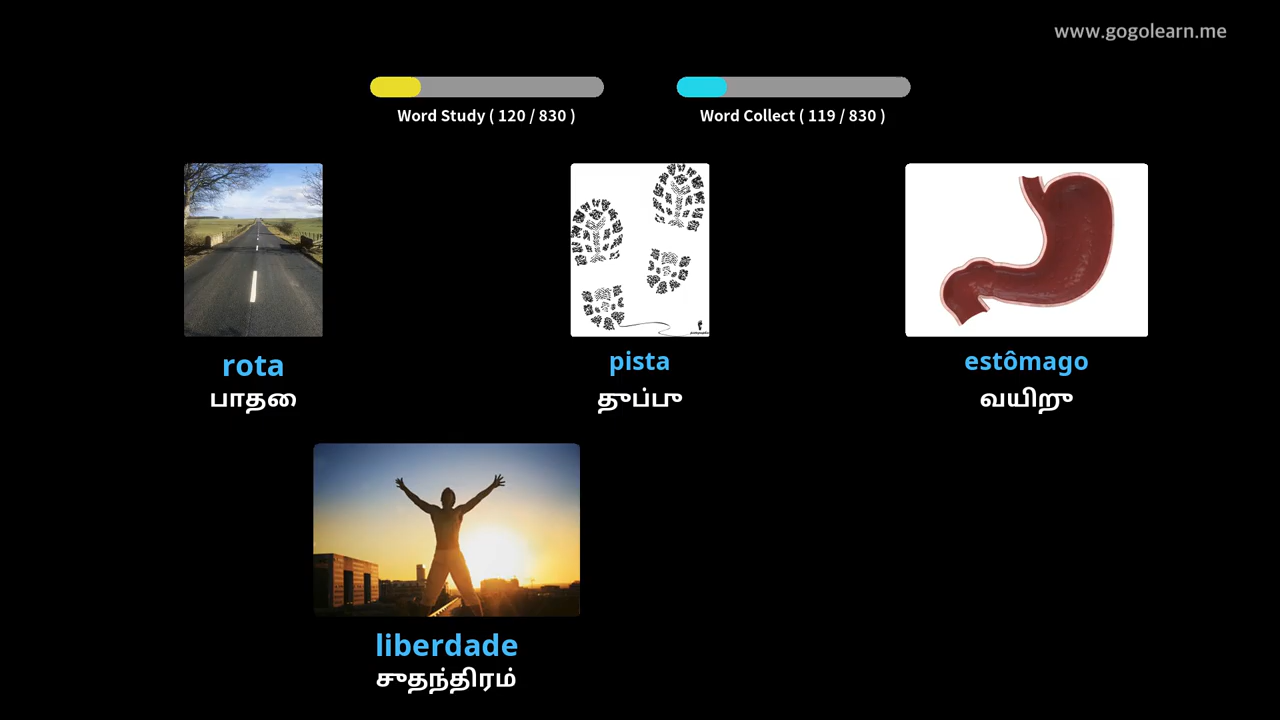 www.gogolearn.me
Word Study ( 120 / 830 )
Word Collect ( 119 / 830 )
rota
பாதை
pista
துப்பு
estômago
வயிறு
liberdade
சுதந்திரம்